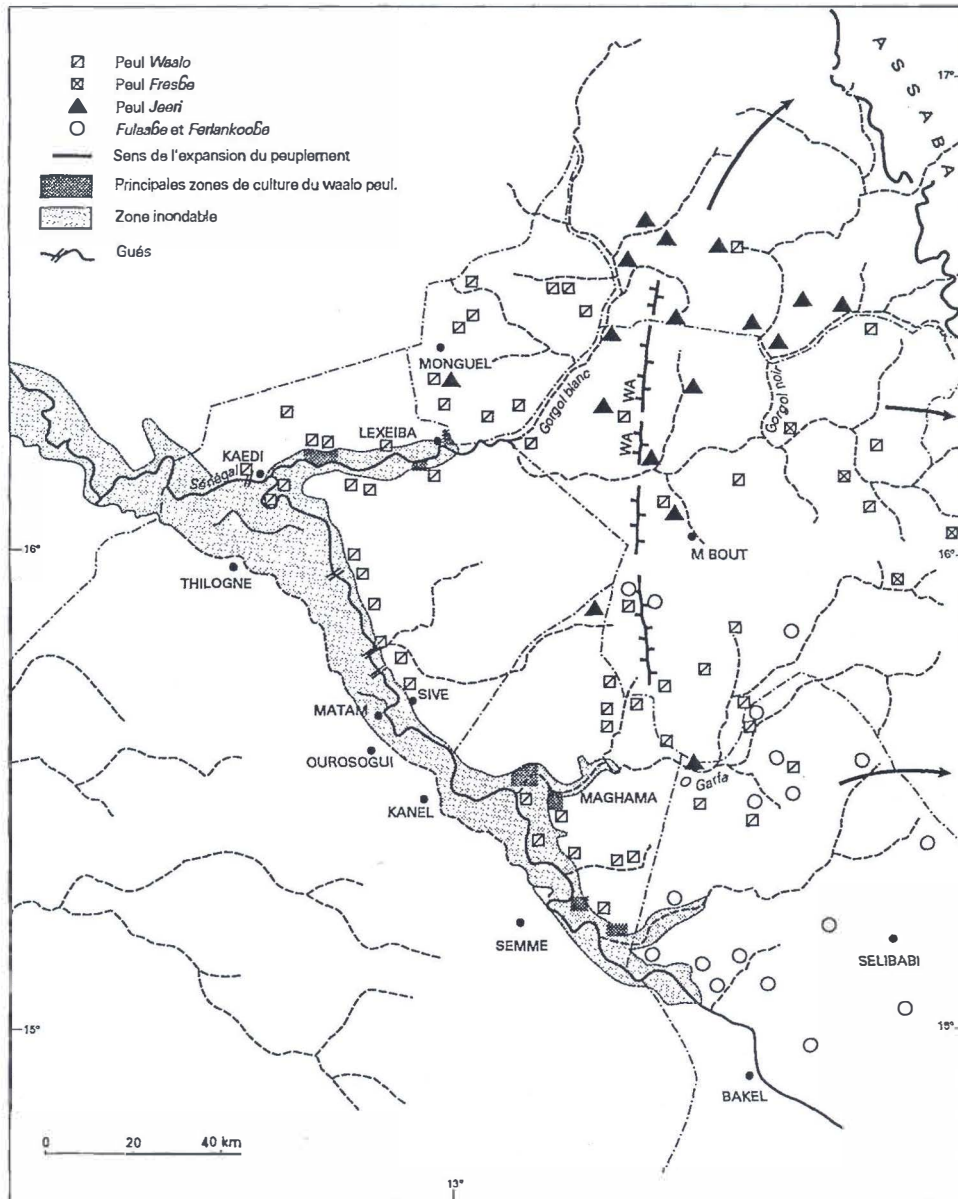 Peul Waalo
Peul Fresbe
Peul Jeeri
Fulaaɓe et Ferlankooɓe
Sens de l'expansion du peuplement
Principales zones de culture du waalo peul.
Zone inondable
Gués
ASSABA
17°
MONGUEL
Gorgol blanc
WA
WA
Gorgol noir
LEXEIBA
KAEDI
Sénégal
16°
M BOUT
16°
THILOGNE
SIVE
MATAM
OUROSOGUI
KANEL
MAGHAMA
O Garfa
SEMME
SELIBABI
15°
15°
BAKEL
0 20 40 km
13°